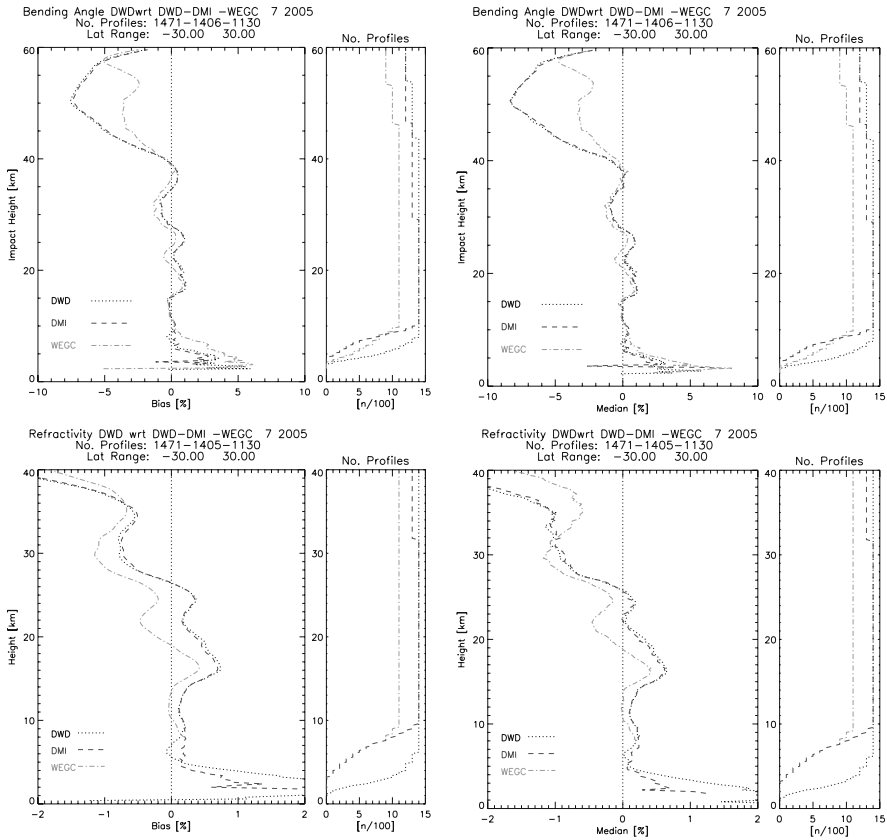 Bending Angle DWDwrt DWD-DMI -WEGC 7 2005
No. Profiles: 1471-1406-1130
Lat Range: -30.00 30.00
No. Profiles
60
40
20
0
Impact Height [km]
DWD
DMI
WEGC
-10 -5 0 5 10
Bias [%]
0 5 10 15
[n/100]
Bending Angle DWDwrt DWD-DMI -WEGC 7 2005
No. Profiles: 1471-1406-1130
Lat Range: -30.00 30.00
No. Profiles
60
40
20
0
Impact Height [km]
DWD
DMI
WEGC
-10 -5 0 5 10
Median [%]
0 5 10 15
[n/100]
Refractivity DWD wrt DWD-DMI -WEGC 7 2005
No. Profiles: 1471-1405-1130
Lat Range: -30.00 30.00
No. Profiles
40
30
20
10
0
Height [km]
DWD
DMI
WEGC
-2 -1 0 1 2
Bias [%]
0 5 10 15
[n/100]
Refractivity DWDwrt DWD-DMI -WEGC 7 2005
No. Profiles: 1471-1405-1130
Lat Range: -30.00 30.00
No. Profiles
40
30
20
10
0
Height [km]
DWD
DMI
WEGC
-2 -1 0 1 2
Median [%]
0 5 10 15
[n/100]